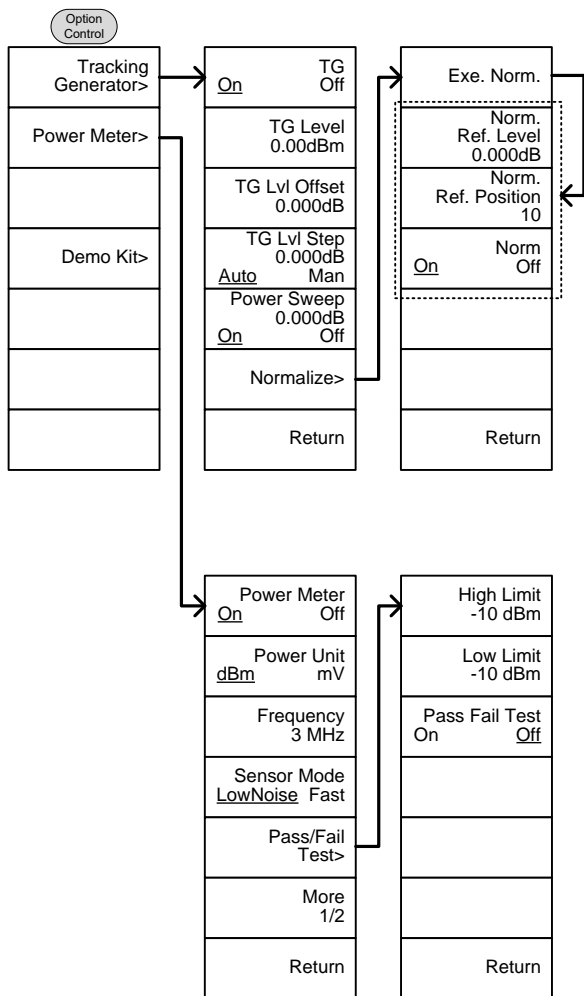 Option
Control
Tracking
Generator>
Power Meter>
Demo Kit>
TG
On Off
TG Level
0.00dBm
TG Lvl Offset
0.000dB
TG Lvl Step
0.000dB
Auto Man
Power Sweep
0.000dB
On Off
Normalize>
Return
Exe. Norm.
Norm.
Ref. Level
0.000dB
Norm.
Ref. Position
10
Norm
On Off
Return
Power Meter
On Off
Power Unit
dBm mV
Frequency
3 MHz
Sensor Mode
LowNoise Fast
Pass/Fail
Test>
More
1/2
Return
High Limit
-10 dBm
Low Limit
-10 dBm
Pass Fail Test
On Off
Return